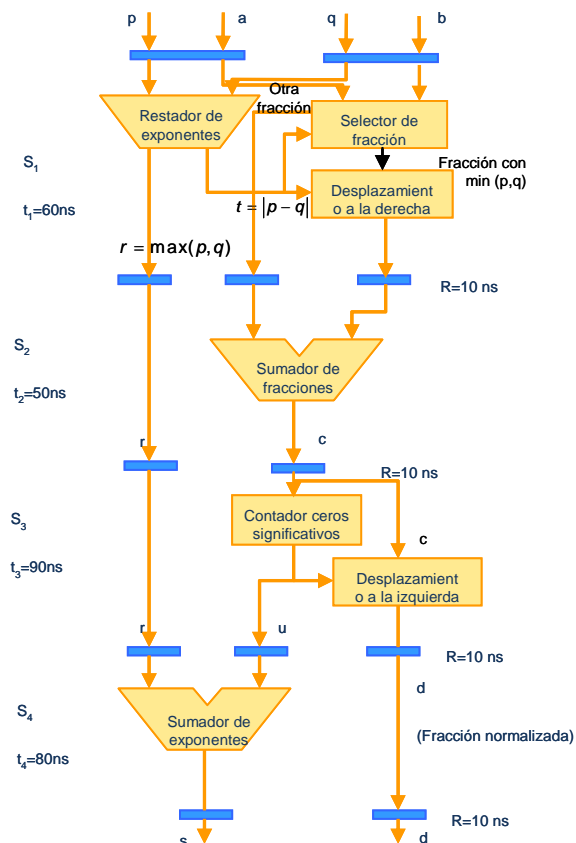 p
a
q
b
Otra
fracción
Restador de
exponentes
Selector de
fracción
S1
Fracción con
min (p,q)
t1=60ns
t = |p − q|
Desplazamient
o a la derecha
r = max(p,q)
R=10 ns
S2
Sumador de
fracciones
t2=50ns
r
c
R=10 ns
S3
Contador ceros
significativos
c
t3=90ns
Desplazamient
o a la izquierda
r
u
R=10 ns
d
S4
Sumador de
exponentes
(Fracción normalizada)
t4=80ns
R=10 ns
s
d